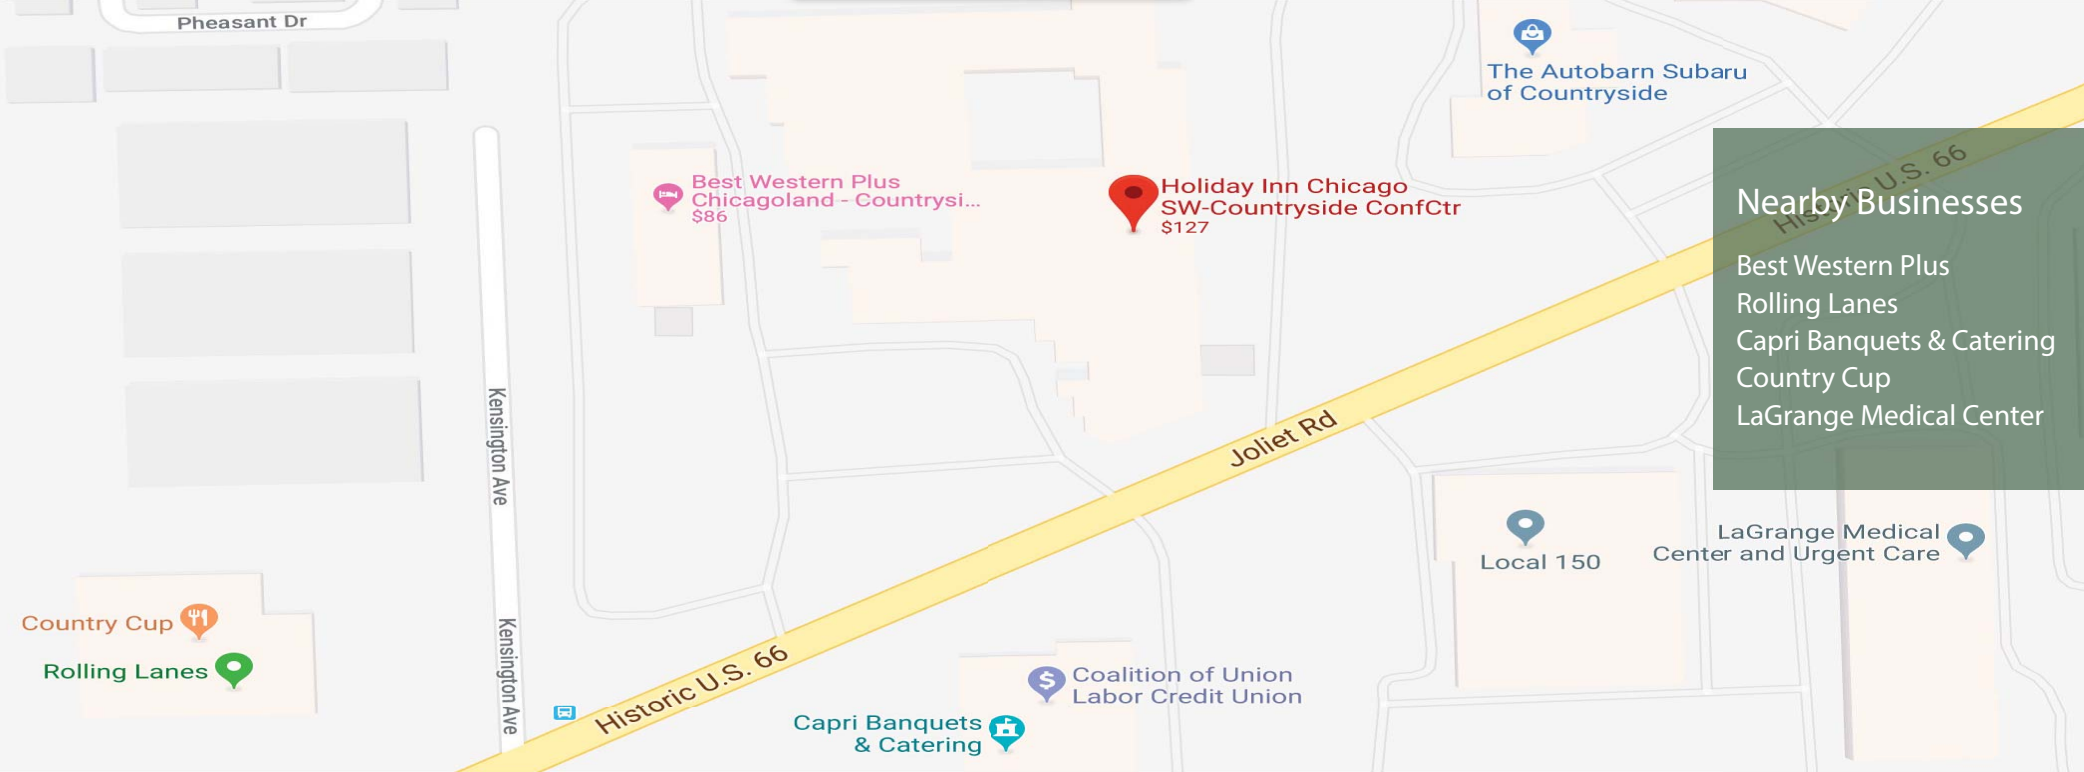 Pheasant Dr
The Autobarn Subaru
of Countryside
Historic U.S. 66
Best Western Plus
Chicagoland - Countrysi...
$86
Holiday Inn Chicago
SW-Countryside ConfCtr
$127
Nearby Businesses
Best Western Plus
Rolling Lanes
Capri Banquets & Catering
Country Cup
LaGrange Medical Center
Kensington Ave
Joliet Rd
Local 150
LaGrange Medical
Center and Urgent Care
Country Cup
Rolling Lanes
Kensington Ave
Historic U.S. 66
Coalition of Union
Labor Credit Union
Capri Banquets
& Catering